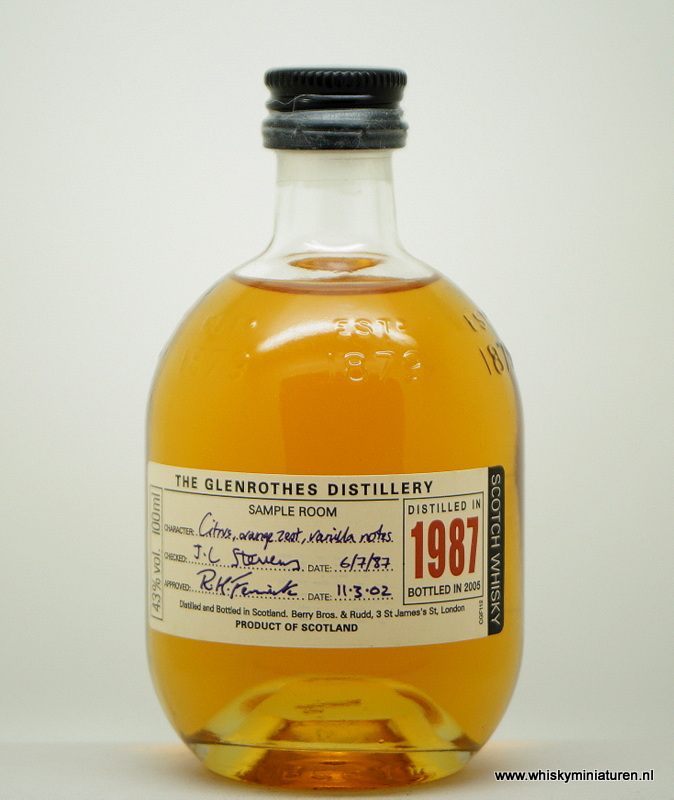 ESTD
1879
THE GLENROTHES DISTILLERY
SAMPLE ROOM
CHARACTER: Citrus, orange zest, vanilla notes
CHECKED: J.L Stevens DATE: 6/7/87
APPROVED: R.H. Fenwick DATE: 11.3.02
Distilled and Bottled in Scotland. Berry Bros. & Rudd, 3 St James's St, London
PRODUCT OF SCOTLAND
43% vol. 100ml
DISTILLED IN
1987
BOTTLED IN 2005
SCOTCH WHISKY
www.whiskyminiaturen.nl